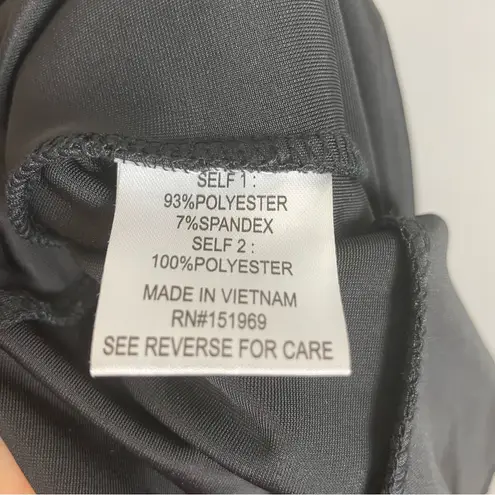 SELF 1 :
93%POLYESTER
7%SPANDEX
SELF 2 :
100%POLYESTER
MADE IN VIETNAM
RN#151969
SEE REVERSE FOR CARE